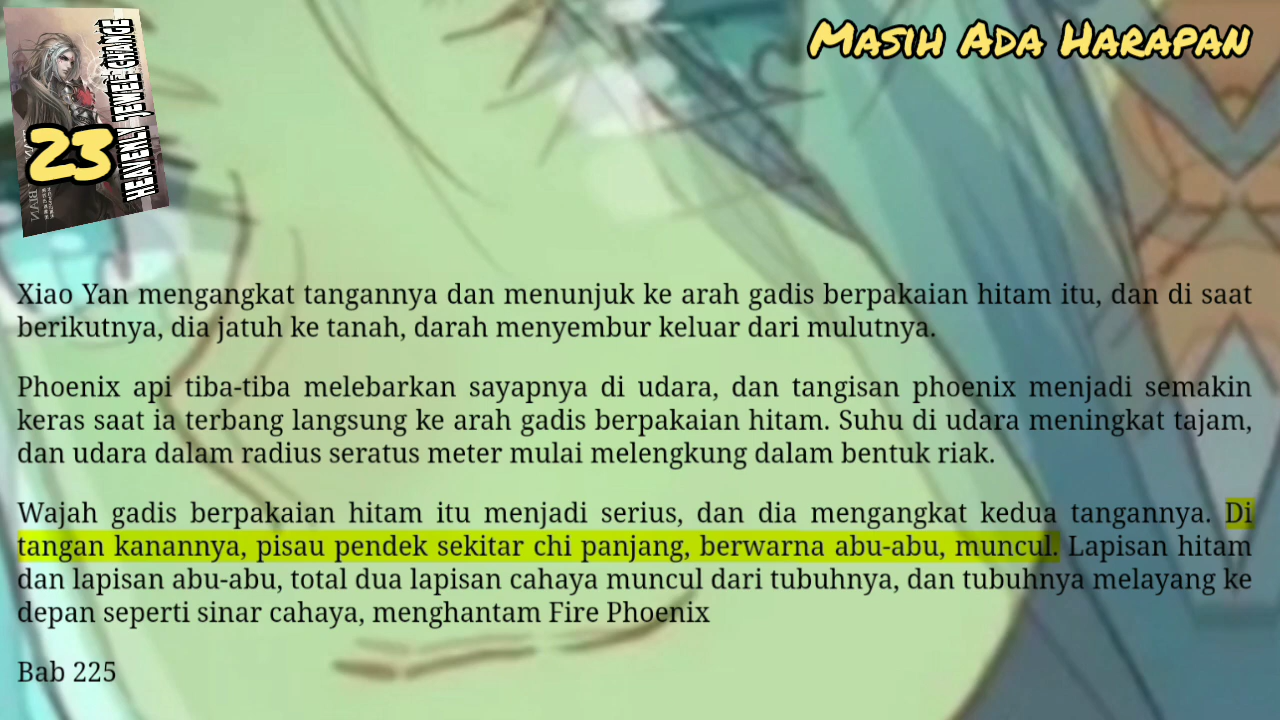 HEAVENLY JEWEL CHANGE
23
Masih Ada Harapan
Xiao Yan mengangkat tangannya dan menunjuk ke arah gadis berpakaian hitam itu, dan di saat
berikutnya, dia jatuh ke tanah, darah menyembur keluar dari mulutnya.
Phoenix api tiba-tiba melebarkan sayapnya di udara, dan tangisan phoenix menjadi semakin
keras saat ia terbang langsung ke arah gadis berpakaian hitam. Suhu di udara meningkat tajam,
dan udara dalam radius seratus meter mulai melengkung dalam bentuk riak.
Wajah gadis berpakaian hitam itu menjadi serius, dan dia mengangkat kedua tangannya. Di
tangan kanannya, pisau pendek sekitar chi panjang, berwarna abu-abu, muncul. Lapisan hitam
dan lapisan abu-abu, total dua lapisan cahaya muncul dari tubuhnya, dan tubuhnya melayang ke
depan seperti sinar cahaya, menghantam Fire Phoenix
Bab 225